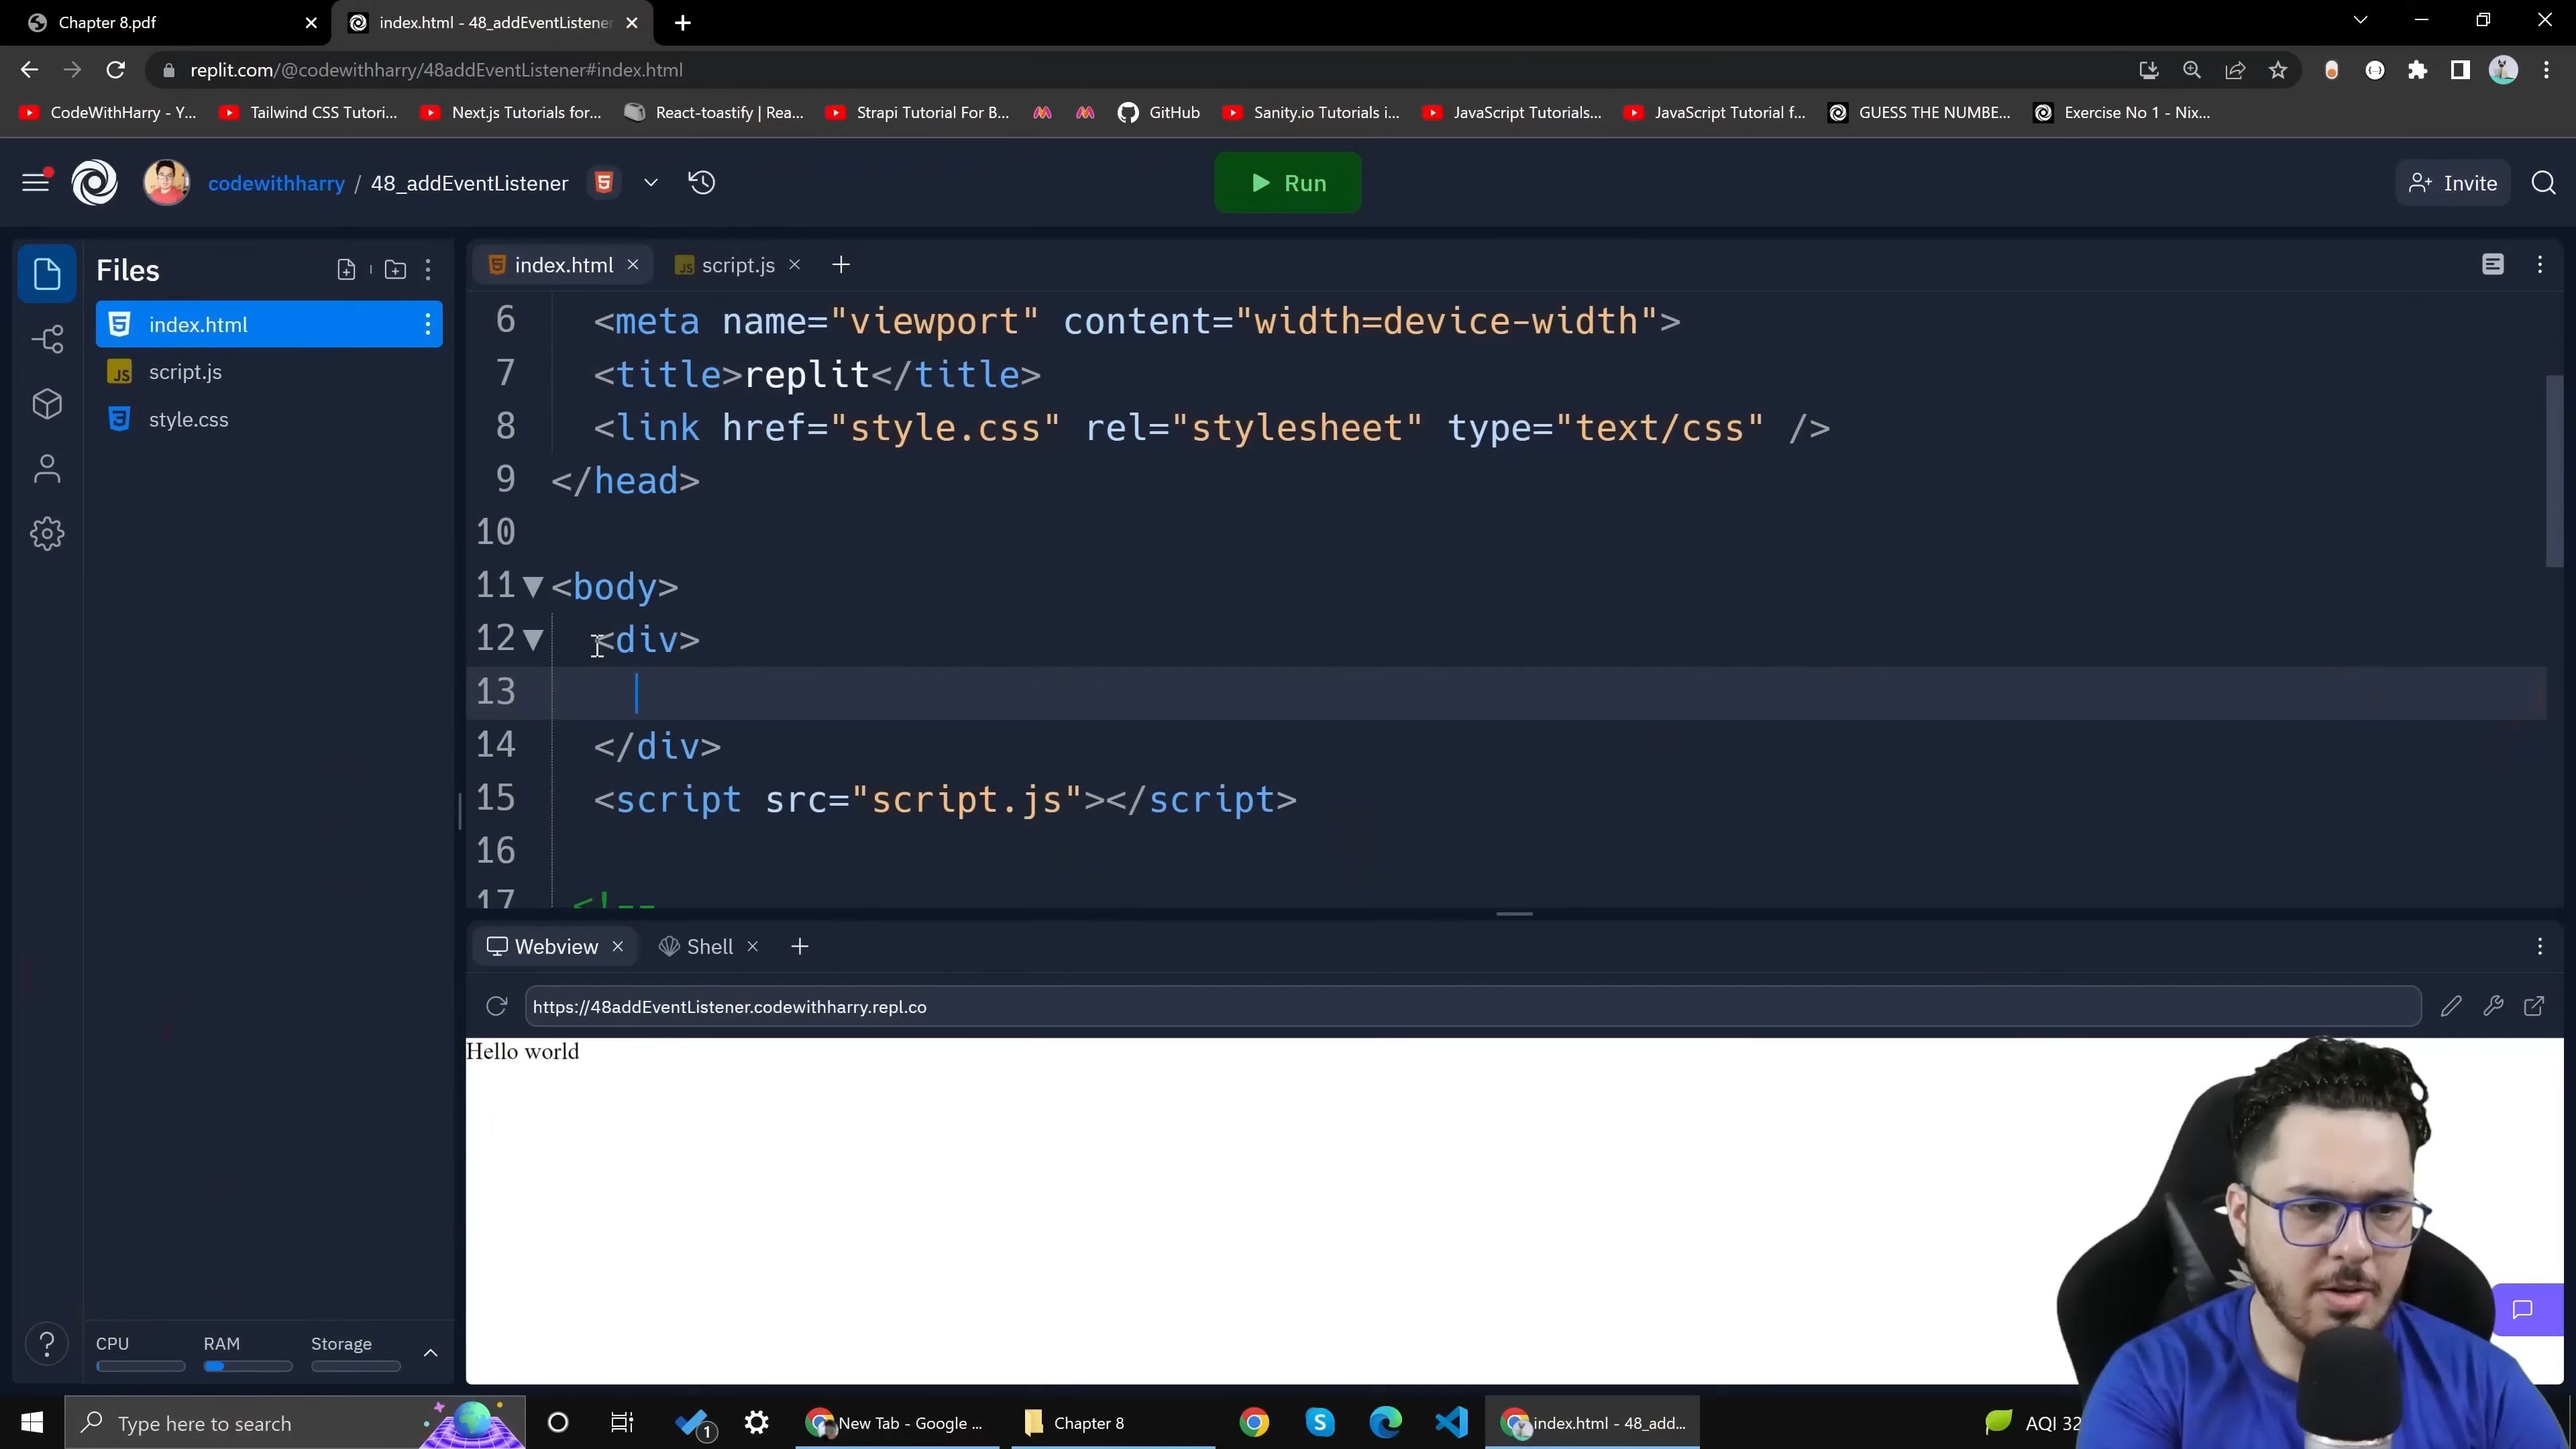 Chapter 8.pdf
index.html - 48_addEventListener
replit.com/@codewithharry/48addEventListener#index.html
CodeWithHarry - Y...
Tailwind CSS Tutori...
Next.js Tutorials for...
React-toastify | Rea...
Strapi Tutorial For B...
GitHub
Sanity.io Tutorials i...
JavaScript Tutorials...
JavaScript Tutorial f...
GUESS THE NUMBE...
Exercise No 1 - Nix...
codewithharry / 48_addEventListener
Run
Invite
Files
index.html
script.js
style.css
index.html
script.js
6 <meta name="viewport" content="width=device-width">
7 <title>replit</title>
8 <link href="style.css" rel="stylesheet" type="text/css" />
9 </head>
10
11 <body>
12 <div>
13
14 </div>
15 <script src="script.js"></script>
16
17 <!--
Webview
Shell
https://48addEventListener.codewithharry.repl.co
Hello world
CPU
RAM
Storage
Type here to search
1
New Tab - Google ...
Chapter 8
index.html - 48_add...
AQI 32